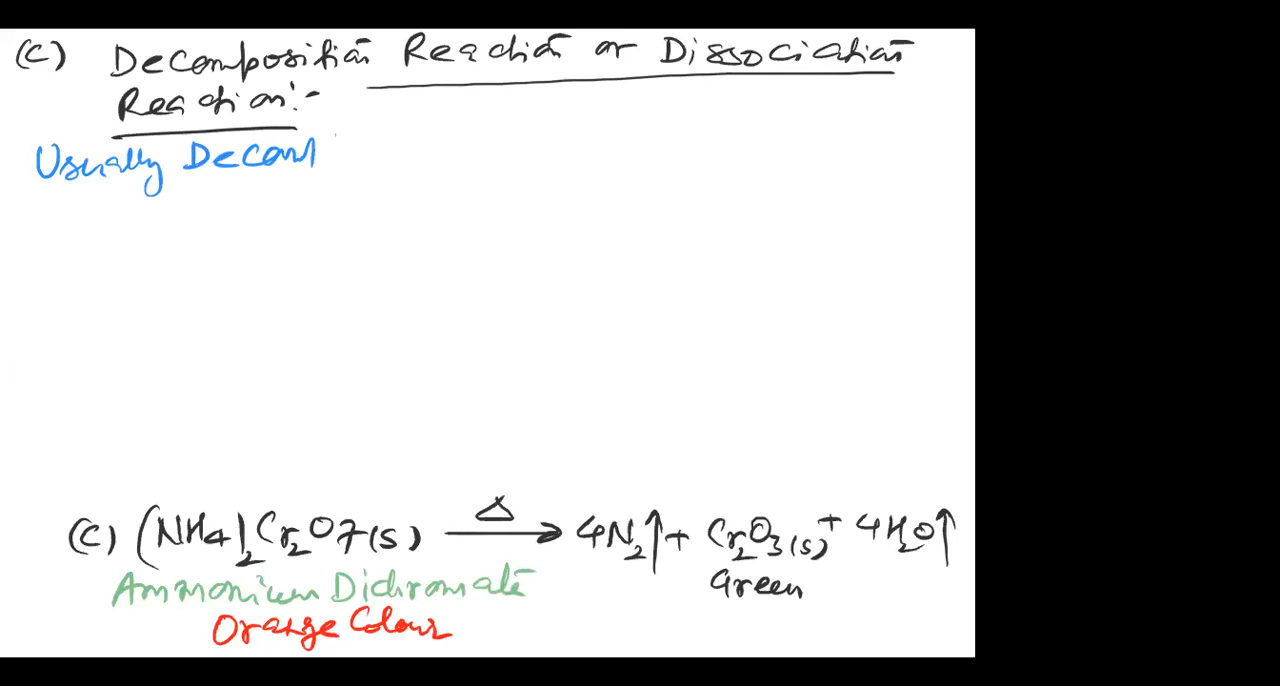 (C) Decomposition Reaction or Dissociation
Reaction:-
Usually Decom
(C) (NH4)2Cr2O7(s) —Δ→ 4N2↑ + Cr2O3(s) + 4H2O↑
Ammonium Dichromate Green
Orange Colour